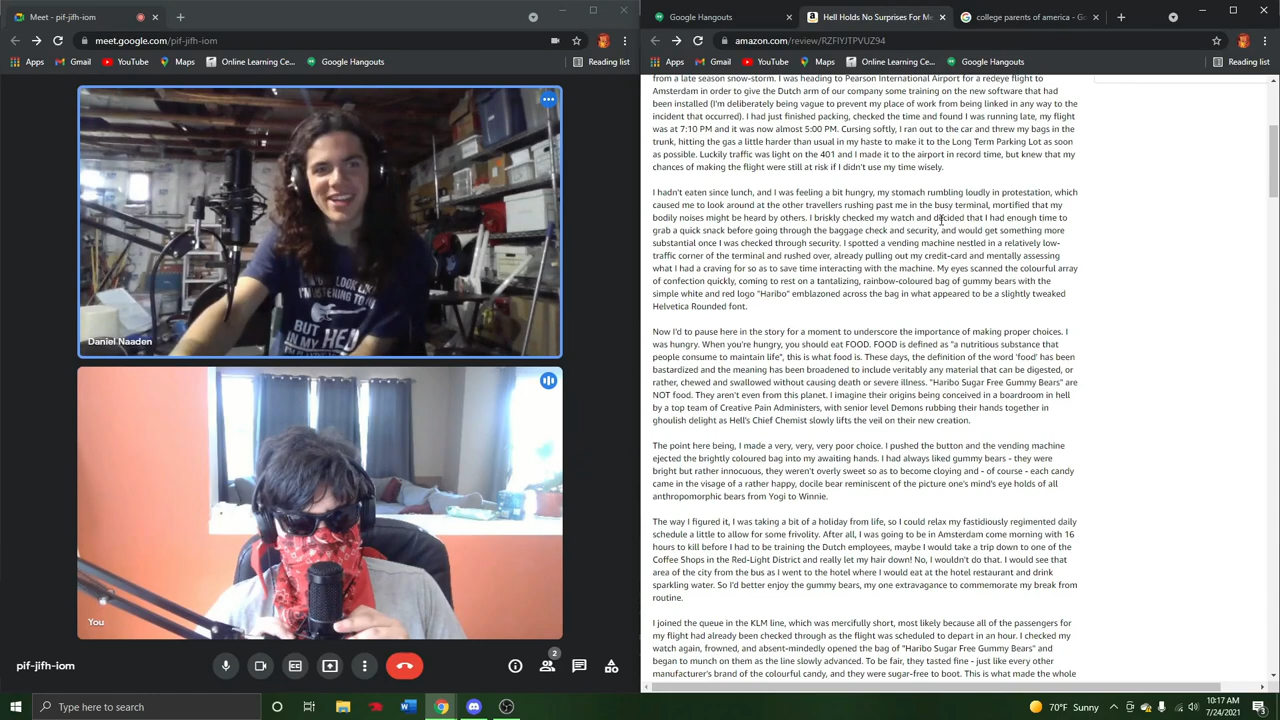 Meet - pif-jifh-iom
meet.google.com/pif-jifh-iom
Apps Gmail YouTube Maps Online Learning Ce... Google Hangouts Reading list
I'M LISTENING TO
BUT
IN MY
Daniel Naaden
You
pif-jifh-iom
2
Google Hangouts
Hell Holds No Surprises For Me
college parents of america - Go
amazon.com/review/RZFIYJTPVUZ94
Apps Gmail YouTube Maps Online Learning Ce... Google Hangouts Reading list
from a late season snow-storm. I was heading to Pearson International Airport for a redeye flight to
Amsterdam in order to give the Dutch arm of our company some training on the new software that had
been installed (I'm deliberately being vague to prevent my place of work from being linked in any way to the
incident that occurred). I had just finished packing, checked the time and found I was running late, my flight
was at 7:10 PM and it was now almost 5:00 PM. Cursing softly, I ran out to the car and threw my bags in the
trunk, hitting the gas a little harder than usual in my haste to make it to the Long Term Parking Lot as soon
as possible. Luckily traffic was light on the 401 and I made it to the airport in record time, but knew that my
chances of making the flight were still at risk if I didn't use my time wisely.
I hadn't eaten since lunch, and I was feeling a bit hungry, my stomach rumbling loudly in protestation, which
caused me to look around at the other travellers rushing past me in the busy terminal, mortified that my
bodily noises might be heard by others. I briskly checked my watch and decided that I had enough time to
grab a quick snack before going through the baggage check and security, and would get something more
substantial once I was checked through security. I spotted a vending machine nestled in a relatively low-
traffic corner of the terminal and rushed over, already pulling out my credit-card and mentally assessing
what I had a craving for so as to save time interacting with the machine. My eyes scanned the colourful array
of confection quickly, coming to rest on a tantalizing, rainbow-coloured bag of gummy bears with the
simple white and red logo "Haribo" emblazoned across the bag in what appeared to be a slightly tweaked
Helvetica Rounded font.
Now I'd to pause here in the story for a moment to underscore the importance of making proper choices. I
was hungry. When you're hungry, you should eat FOOD. FOOD is defined as "a nutritious substance that
people consume to maintain life", this is what food is. These days, the definition of the word 'food' has been
bastardized and the meaning has been broadened to include veritably any material that can be digested, or
rather, chewed and swallowed without causing death or severe illness. "Haribo Sugar Free Gummy Bears" are
NOT food. They aren't even from this planet. I imagine their origins being conceived in a boardroom in hell
by a top team of Creative Pain Administers, with senior level Demons rubbing their hands together in
ghoulish delight as Hell's Chief Chemist slowly lifts the veil on their new creation.
The point here being, I made a very, very, very poor choice. I pushed the button and the vending machine
ejected the brightly coloured bag into my awaiting hands. I had always liked gummy bears - they were
bright but rather innocuous, they weren't overly sweet so as to become cloying and - of course - each candy
came in the visage of a rather happy, docile bear reminiscent of the picture one's mind's eye holds of all
anthropomorphic bears from Yogi to Winnie.
The way I figured it, I was taking a bit of a holiday from life, so I could relax my fastidiously regimented daily
schedule a little to allow for some frivolity. After all, I was going to be in Amsterdam come morning with 16
hours to kill before I had to be training the Dutch employees, maybe I would take a trip down to one of the
Coffee Shops in the Red-Light District and really let my hair down! No, I wouldn't do that. I would see that
area of the city from the bus as I went to the hotel where I would eat at the hotel restaurant and drink
sparkling water. So I'd better enjoy the gummy bears, my one extravagance to commemorate my break from
routine.
I joined the queue in the KLM line, which was mercifully short, most likely because all of the passengers for
my flight had already been checked through as the flight was scheduled to depart in an hour. I checked my
watch again, frowned, and absent-mindedly opened the bag of "Haribo Sugar Free Gummy Bears" and
began to munch on them as the line slowly advanced. To be fair, they tasted fine - just like every other
manufacturer's brand of the colourful candy, and they were sugar-free to boot. This is what made the whole
Type here to search
70°F Sunny
10:17 AM
7/24/2021
3